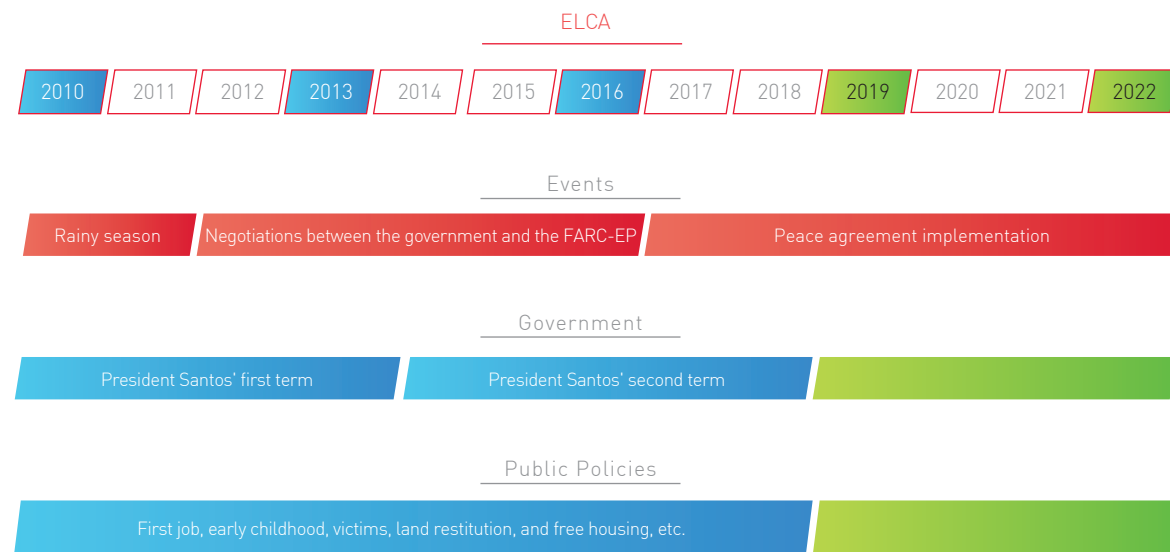 ELCA
2010 2011 2012 2013 2014 2015 2016 2017 2018 2019 2020 2021 2022
Events
Rainy season Negotiations between the government and the FARC-EP Peace agreement implementation
Government
President Santos' first term President Santos' second term
Public Policies
First job, early childhood, victims, land restitution, and free housing, etc.